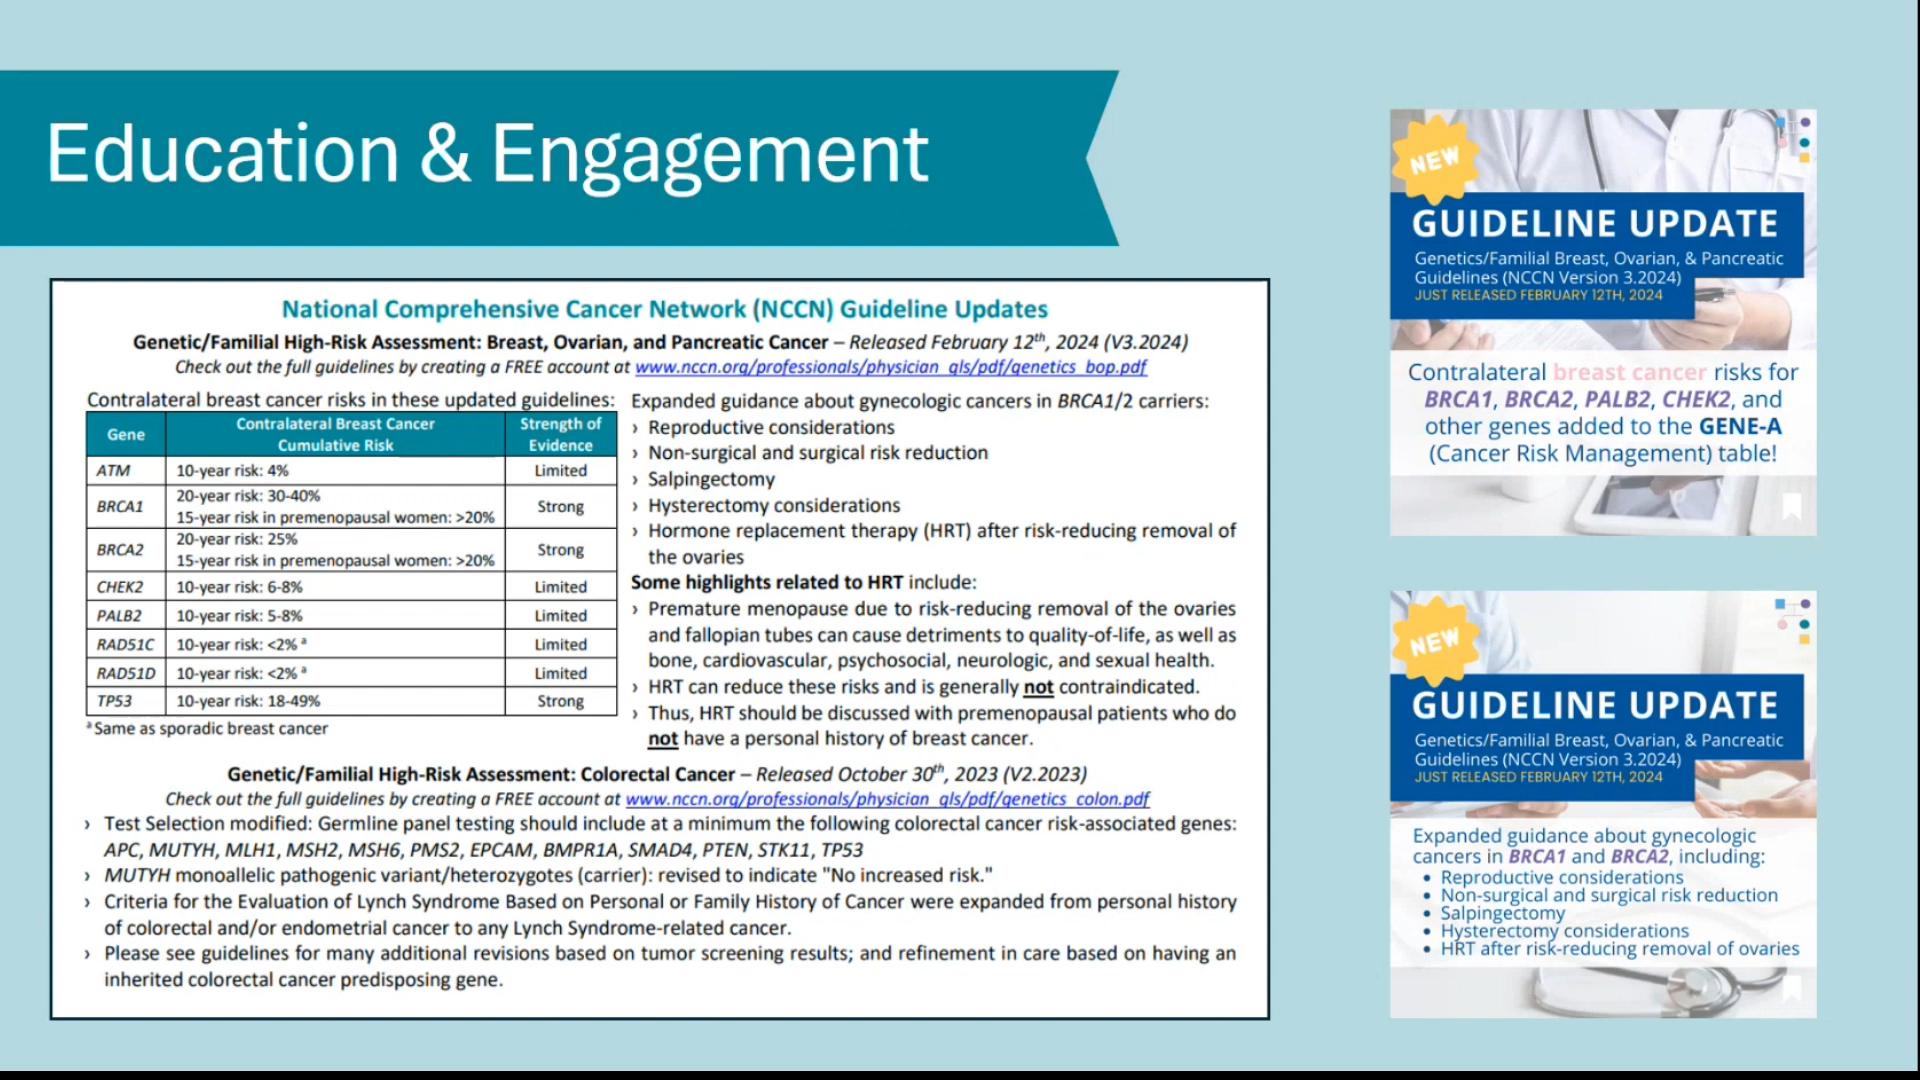 Education & Engagement
National Comprehensive Cancer Network (NCCN) Guideline Updates
Genetic/Familial High-Risk Assessment: Breast, Ovarian, and Pancreatic Cancer – Released February 12th, 2024 (V3.2024)
Check out the full guidelines by creating a FREE account at www.nccn.org/professionals/physician_gls/pdf/genetics_bop.pdf
Contralateral breast cancer risks in these updated guidelines:
Gene Contralateral Breast Cancer Cumulative Risk Strength of Evidence
ATM 10-year risk: 4% Limited
BRCA1 20-year risk: 30-40%
15-year risk in premenopausal women: >20% Strong
BRCA2 20-year risk: 25%
15-year risk in premenopausal women: >20% Strong
CHEK2 10-year risk: 6-8% Limited
PALB2 10-year risk: 5-8% Limited
RAD51C 10-year risk: <2% a Limited
RAD51D 10-year risk: <2% a Limited
TP53 10-year risk: 18-49% Strong
a Same as sporadic breast cancer
Expanded guidance about gynecologic cancers in BRCA1/2 carriers:
› Reproductive considerations
› Non-surgical and surgical risk reduction
› Salpingectomy
› Hysterectomy considerations
› Hormone replacement therapy (HRT) after risk-reducing removal of
the ovaries
Some highlights related to HRT include:
› Premature menopause due to risk-reducing removal of the ovaries
and fallopian tubes can cause detriments to quality-of-life, as well as
bone, cardiovascular, psychosocial, neurologic, and sexual health.
› HRT can reduce these risks and is generally not contraindicated.
› Thus, HRT should be discussed with premenopausal patients who do
not have a personal history of breast cancer.
Genetic/Familial High-Risk Assessment: Colorectal Cancer – Released October 30th, 2023 (V2.2023)
Check out the full guidelines by creating a FREE account at www.nccn.org/professionals/physician_gls/pdf/genetics_colon.pdf
› Test Selection modified: Germline panel testing should include at a minimum the following colorectal cancer risk-associated genes:
APC, MUTYH, MLH1, MSH2, MSH6, PMS2, EPCAM, BMPR1A, SMAD4, PTEN, STK11, TP53
› MUTYH monoallelic pathogenic variant/heterozygotes (carrier): revised to indicate "No increased risk."
› Criteria for the Evaluation of Lynch Syndrome Based on Personal or Family History of Cancer were expanded from personal history
of colorectal and/or endometrial cancer to any Lynch Syndrome-related cancer.
› Please see guidelines for many additional revisions based on tumor screening results; and refinement in care based on having an
inherited colorectal cancer predisposing gene.
NEW
GUIDELINE UPDATE
Genetics/Familial Breast, Ovarian, & Pancreatic
Guidelines (NCCN Version 3.2024)
JUST RELEASED FEBRUARY 12TH, 2024
Contralateral breast cancer risks for
BRCA1, BRCA2, PALB2, CHEK2, and
other genes added to the GENE-A
(Cancer Risk Management) table!
NEW
GUIDELINE UPDATE
Genetics/Familial Breast, Ovarian, & Pancreatic
Guidelines (NCCN Version 3.2024)
JUST RELEASED FEBRUARY 12TH, 2024
Expanded guidance about gynecologic
cancers in BRCA1 and BRCA2, including:
• Reproductive considerations
• Non-surgical and surgical risk reduction
• Salpingectomy
• Hysterectomy considerations
• HRT after risk-reducing removal of ovaries